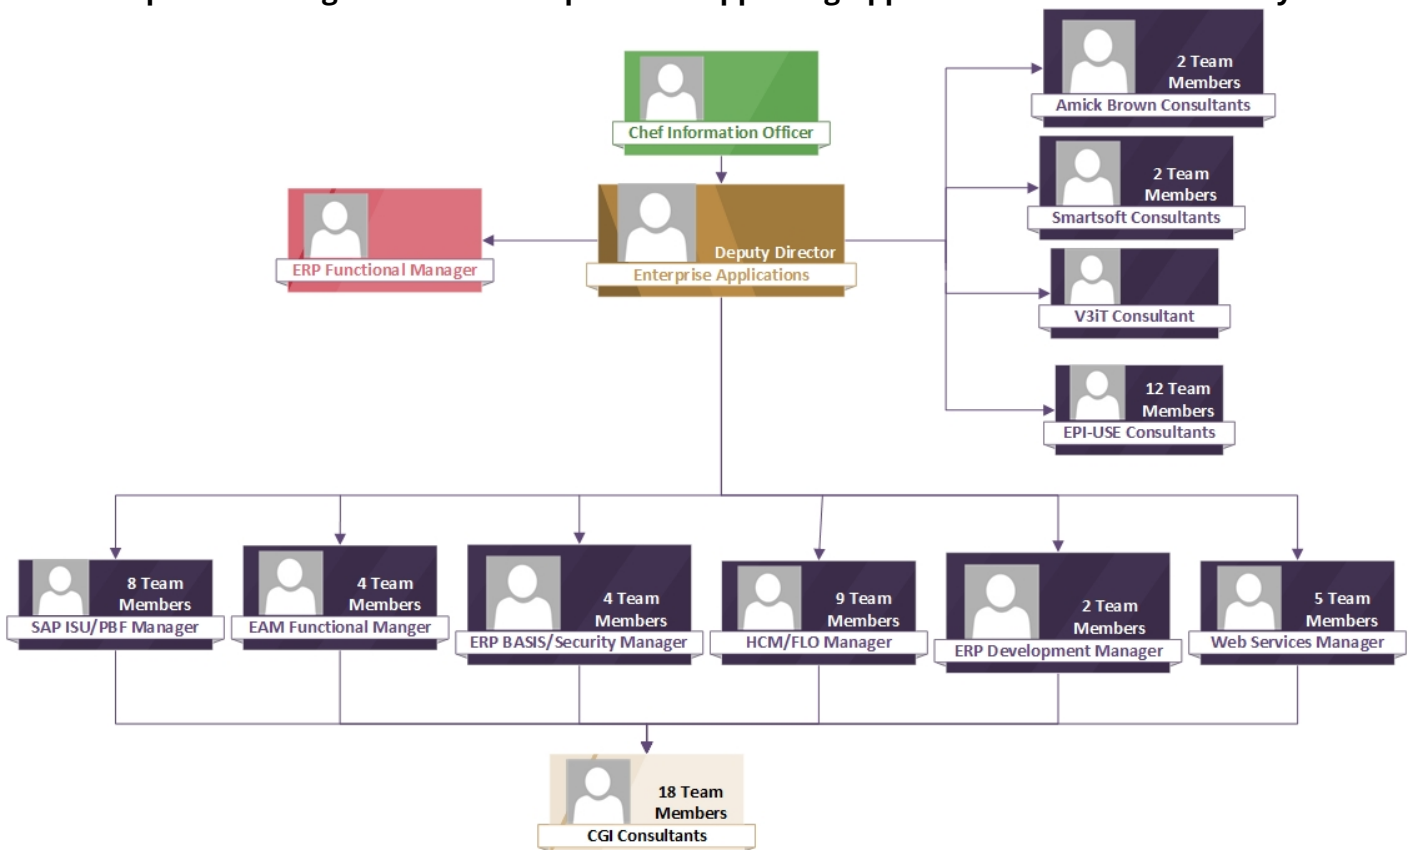 2 Team
Members
Amick Brown Consultants
Chef Information Officer
2 Team
Members
Smartsoft Consultants
Deputy Director
ERP Functional Manager
Enterprise Applications
V3iT Consultant
12 Team
Members
EPI-USE Consultants
8 Team
Members
SAP ISU/PBF Manager
4 Team
Members
EAM Functional Manger
4 Team
Members
ERP BASIS/Security Manager
9 Team
Members
HCM/FLO Manager
2 Team
Members
ERP Development Manager
5 Team
Members
Web Services Manager
18 Team
Members
CGI Consultants